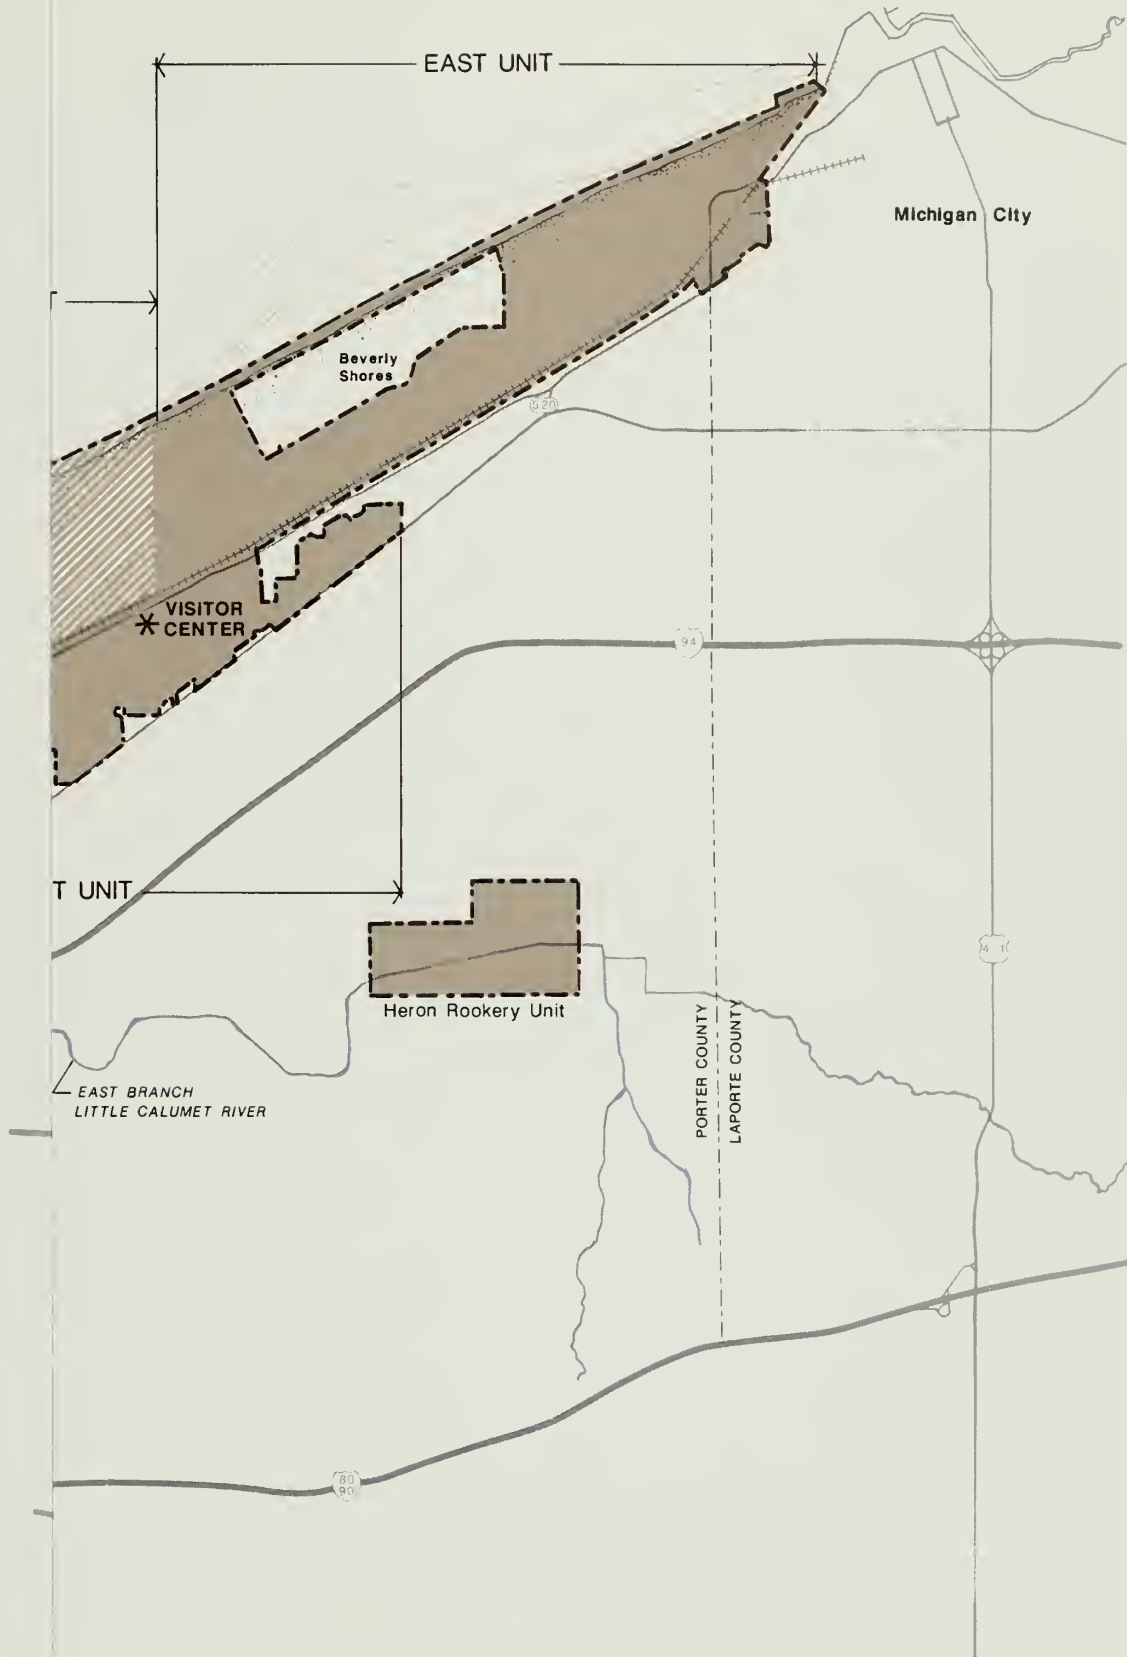 EAST UNIT
Michigan City
T
Beverly
Shores
520
VISITOR
CENTER
94
T UNIT
Heron Rookery Unit
PORTER COUNTY
LAPORTE COUNTY
EAST BRANCH
LITTLE CALUMET RIVER
80
90